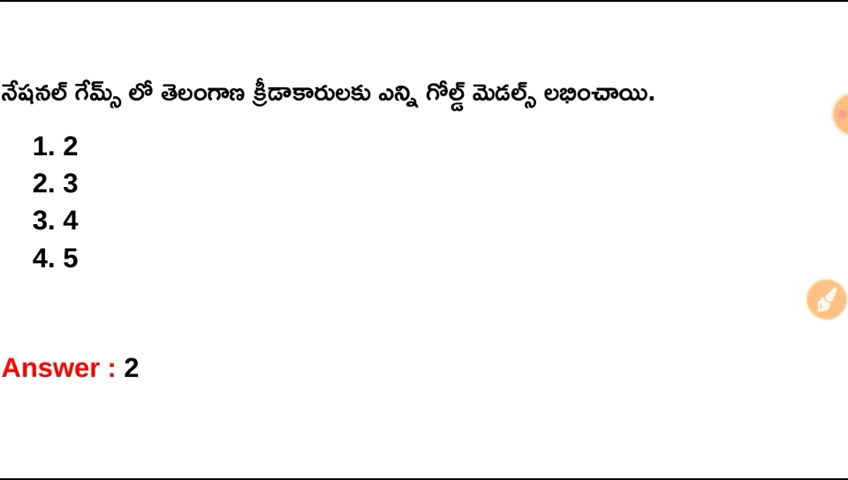 నేషనల్ గేమ్స్ లో తెలంగాణ క్రీడాకారులకు ఎన్ని గోల్డ్ మెడల్స్ లభించాయి.
1. 2
2. 3
3. 4
4. 5
Answer : 2